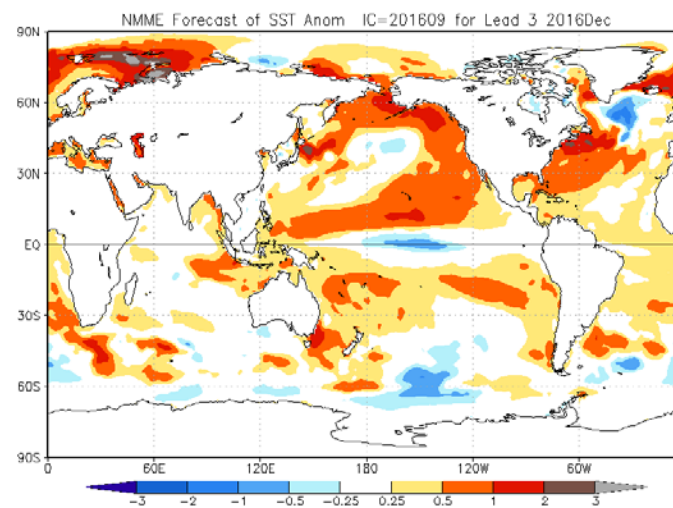 NMME Forecast of SST Anom IC=201609 for Lead 3 2016Dec
90N
60N
30N
EQ
30S
60S
90S
0 60E 120E 180 120W 60W
-3 -2 -1 -0.5 -0.25 0.25 0.5 1 2 3